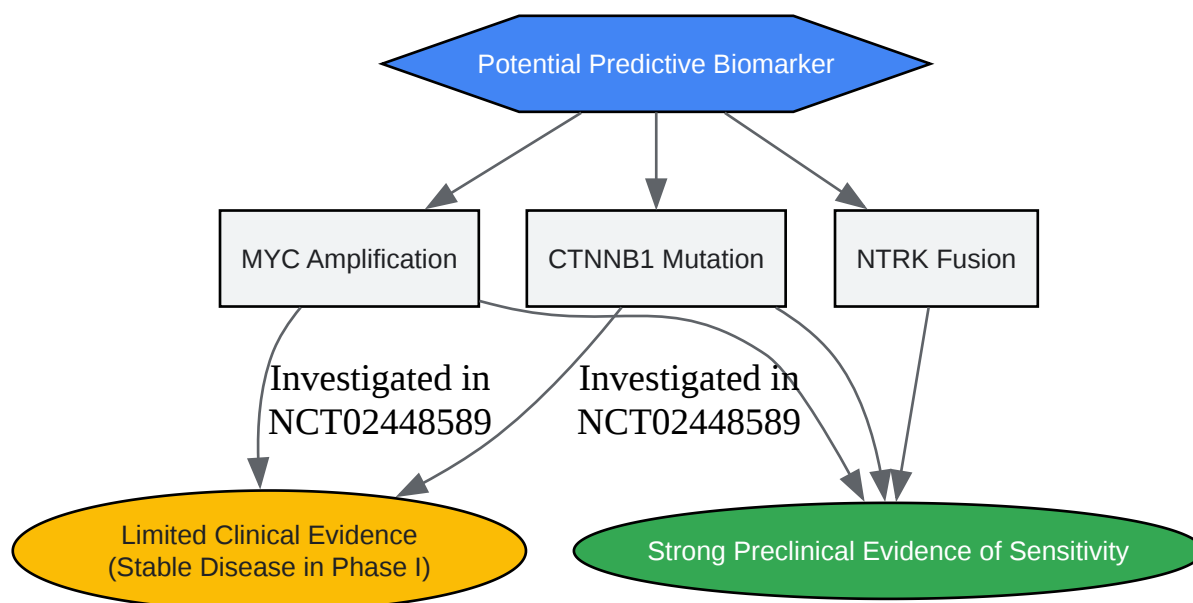 Potential Predictive Biomarker
MYC Amplification
CTNNB1 Mutation
NTRK Fusion
Investigated in
NCT02448589
Investigated in
NCT02448589
Limited Clinical Evidence
(Stable Disease in Phase I)
Strong Preclinical Evidence of Sensitivity